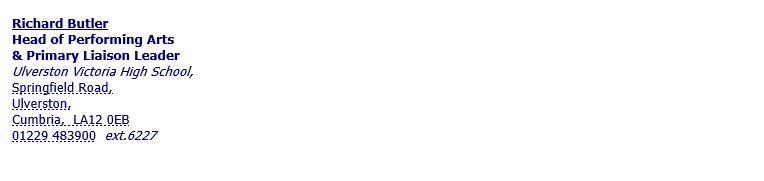 Richard Butler
Head of Performing Arts
& Primary Liaison Leader
Ulverston Victoria High School,
Springfield Road,
Ulverston,
Cumbria,  LA12 0EB
01229 483900  ext.6227